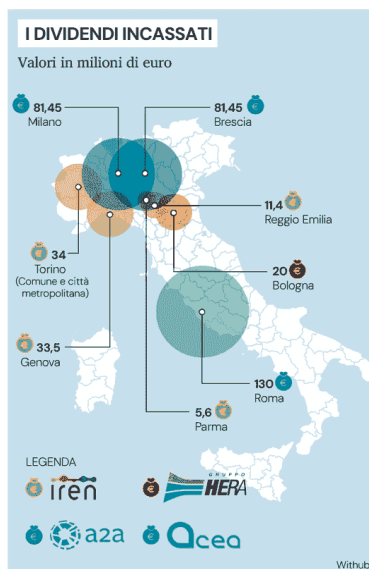 I DIVIDENDI INCASSATI
Valori in milioni di euro
81,45
Milano
81,45
Brescia
11,4
Reggio Emilia
34
Torino
(Comune e città
metropolitana)
20
Bologna
33,5
Genova
130
Roma
5,6
Parma
LEGENDA
iren
GRUPPO
HERA
a2a
acea
Withub